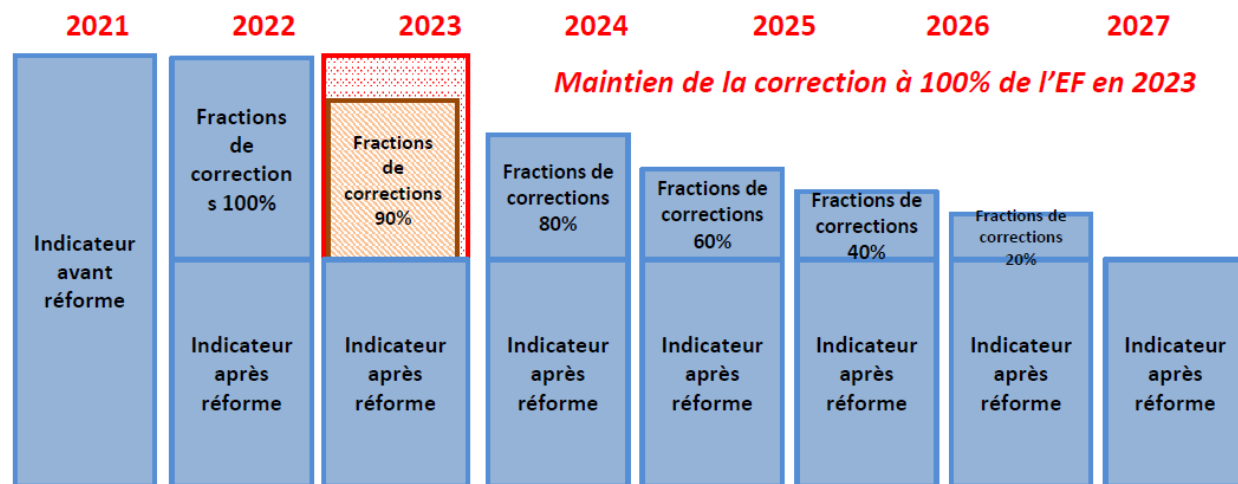 2021 2022 2023 2024 2025 2026 2027
Maintien de la correction à 100% de l’EF en 2023
Indicateur
avant
réforme
Fractions
de
correction
s 100%
Indicateur
après
réforme
Fractions
de
corrections
90%
Indicateur
après
réforme
Fractions de
corrections
80%
Indicateur
après
réforme
Fractions de
corrections
60%
Indicateur
après
réforme
Fractions de
corrections
40%
Indicateur
après
réforme
Fractions de
corrections
20%
Indicateur
après
réforme
Indicateur
après
réforme